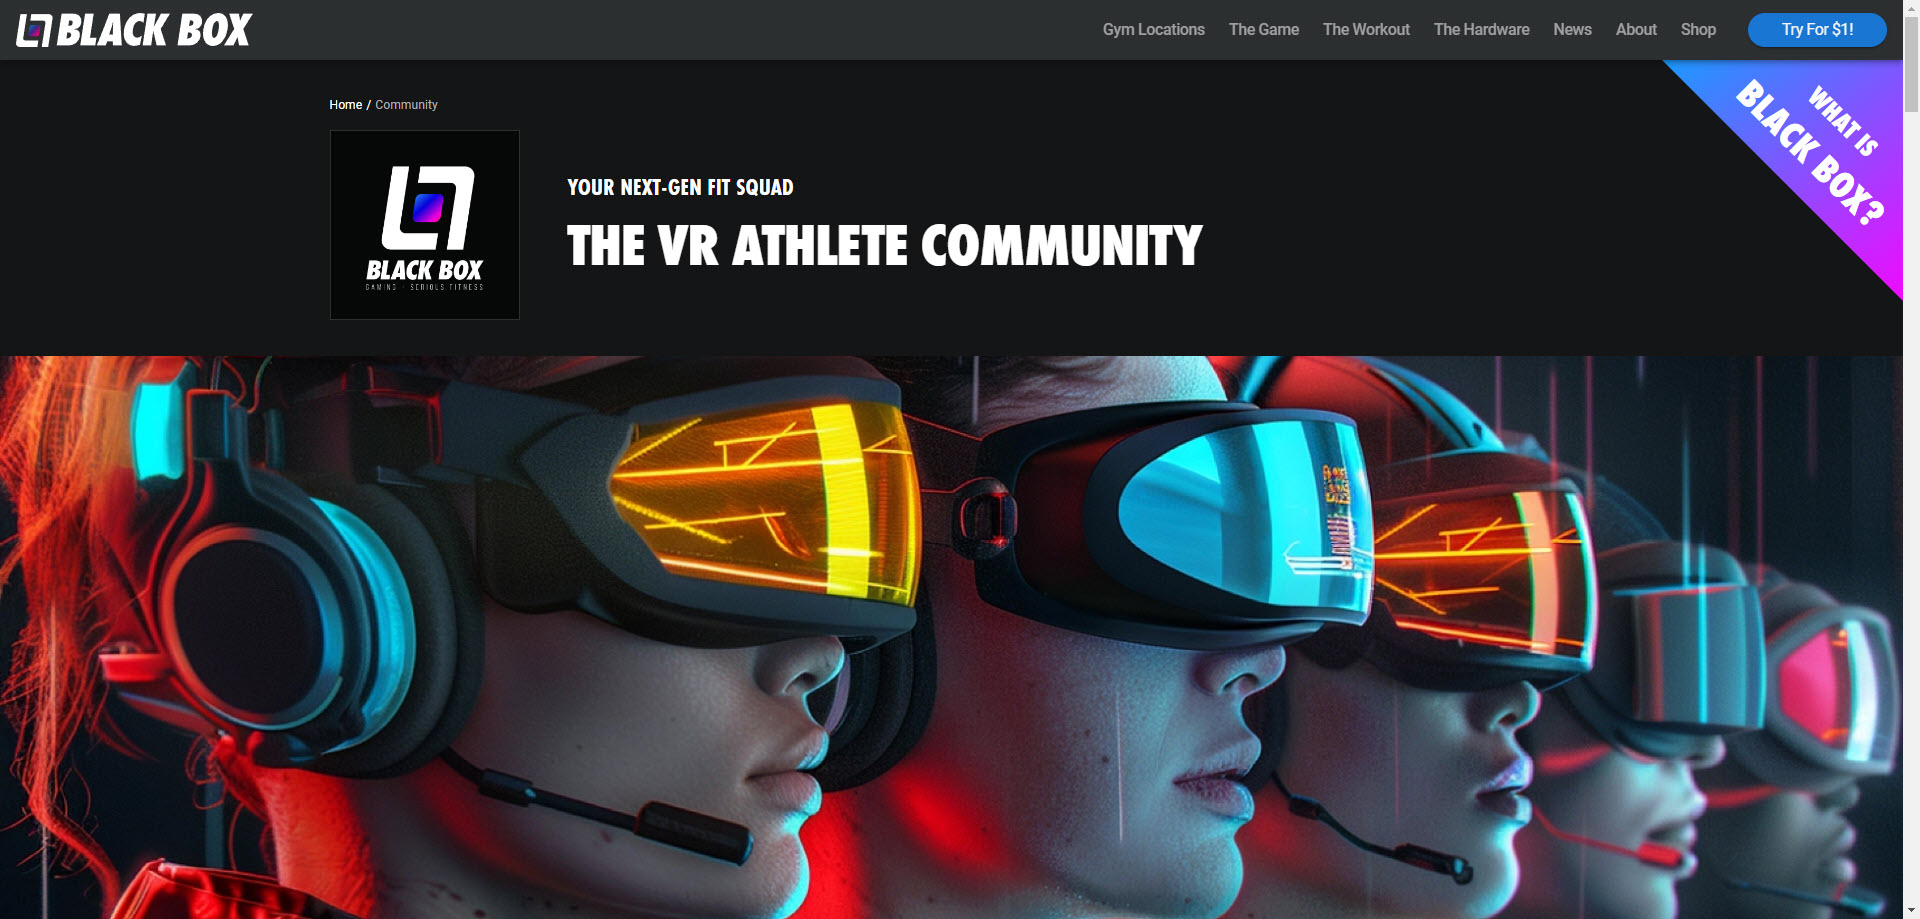 BLACK BOX
Gym Locations
The Game
The Workout
The Hardware
News
About
Shop
Try For $1!
WHAT IS
BLACK BOX?
Home / Community
BLACK BOX
GAMING · SERIOUS FITNESS
YOUR NEXT-GEN FIT SQUAD
THE VR ATHLETE COMMUNITY